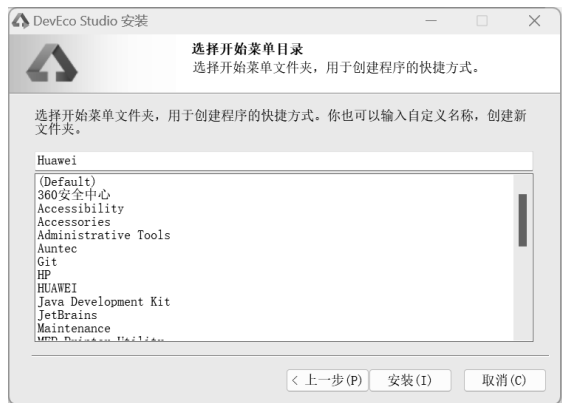 DevEco Studio 安装
选择开始菜单目录
选择开始菜单文件夹，用于创建程序的快捷方式。
选择开始菜单文件夹，用于创建程序的快捷方式。你也可以输入自定义名称，创建新
文件夹。
Huawei
(Default)
360安全中心
Accessibility
Accessories
Administrative Tools
Auntec
Git
HP
HUAWEI
Java Development Kit
JetBrains
Maintenance
< 上一步(P) 安装(I) 取消(C)